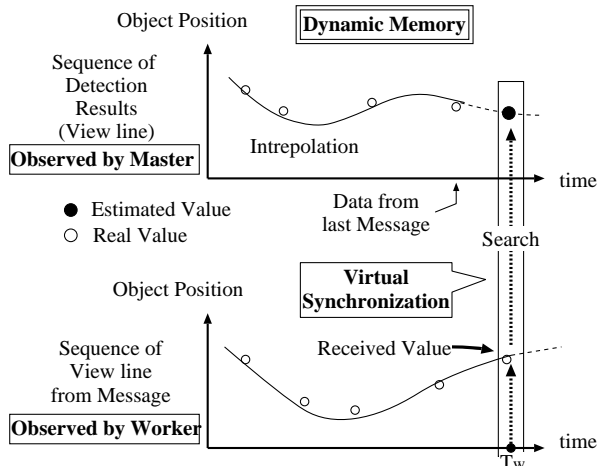 Object Position
Dynamic Memory
Sequence of
Detection
Results
(View line)
Observed by Master
Intrepolation
time
Data from
last Message
Estimated Value
Real Value
Search
Virtual
Synchronization
Object Position
Received Value
Sequence of
View line
from Message
Observed by Worker
time
Tw